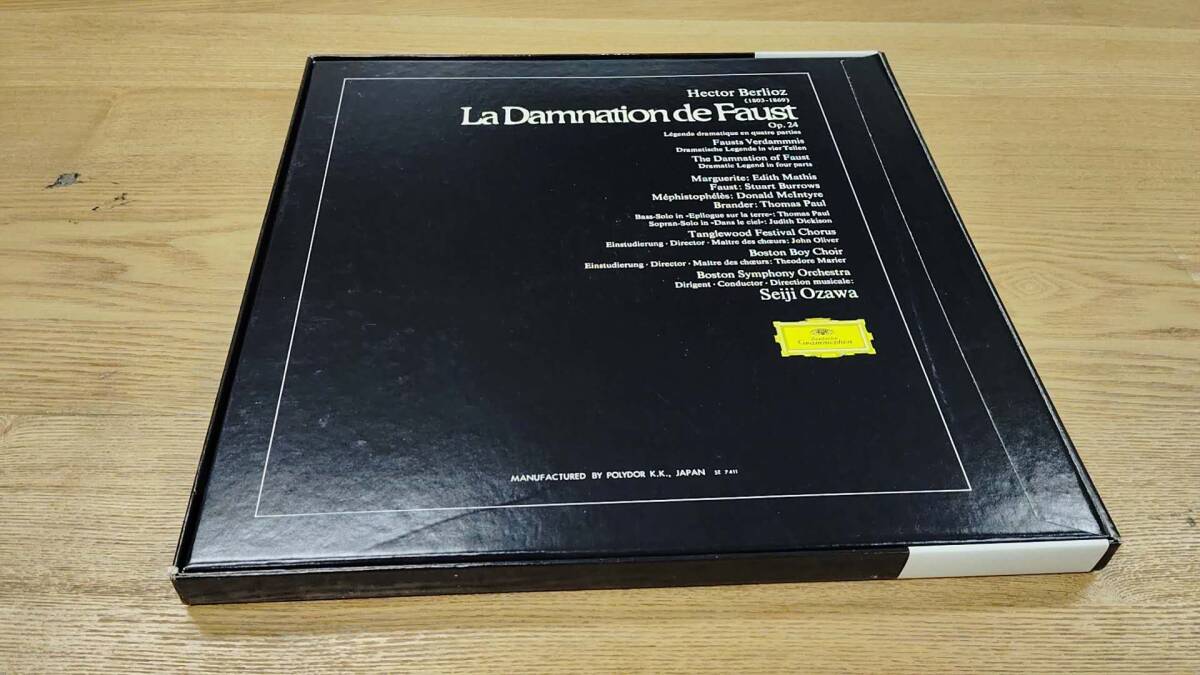 Hector Berlioz
(1803-1869)
La Damnation de Faust
Op. 24
Légende dramatique en quatre parties
Fausts Verdammnis
Dramatische Legende in vier Teilen
The Damnation of Faust
Dramatic Legend in four parts
Marguerite: Edith Mathis
Faust: Stuart Burrows
Méphistophélès: Donald McIntyre
Brander: Thomas Paul
Bass-Solo in «Epilogue sur la terre»: Thomas Paul
Sopran-Solo in «Dans le ciel»: Judith Dickison
Tanglewood Festival Chorus
Einstudierung · Director · Maître des chœurs: John Oliver
Boston Boy Choir
Einstudierung · Director · Maître des chœurs: Theodore Marier
Boston Symphony Orchestra
Dirigent · Conductor · Direction musicale:
Seiji Ozawa
Deutsche
Grammophon
MANUFACTURED BY POLYDOR K.K., JAPAN SE 7411